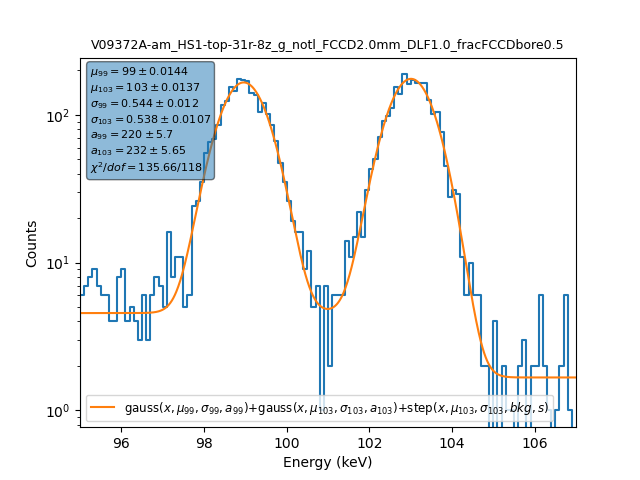 V09372A-am_HS1-top-31r-8z_g_notl_FCCD2.0mm_DLF1.0_fracFCCDbore0.5
μ₉₉ = 99 ± 0.0144
μ₁₀₃ = 103 ± 0.0137
σ₉₉ = 0.544 ± 0.012
σ₁₀₃ = 0.538 ± 0.0107
a₉₉ = 220 ± 5.7
a₁₀₃ = 232 ± 5.65
χ²/dof = 135.66/118
10²
10¹
10⁰
Counts
gauss(x, μ₉₉, σ₉₉, a₉₉)+gauss(x, μ₁₀₃, σ₁₀₃, a₁₀₃)+step(x, μ₁₀₃, σ₁₀₃, bkg, s)
96 98 100 102 104 106
Energy (keV)